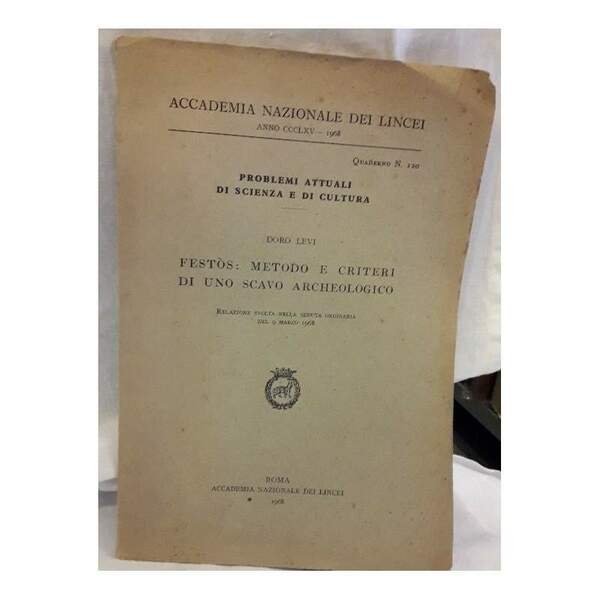 ACCADEMIA NAZIONALE DEI LINCEI
ANNO CCCLXV – 1968
QUADERNO N. 120
PROBLEMI ATTUALI
DI SCIENZA E DI CULTURA
DORO LEVI
FESTÒS: METODO E CRITERI
DI UNO SCAVO ARCHEOLOGICO
RELAZIONE SVOLTA NELLA SEDUTA ORDINARIA
DEL 9 MARZO 1968
ROMA
ACCADEMIA NAZIONALE DEI LINCEI
1968